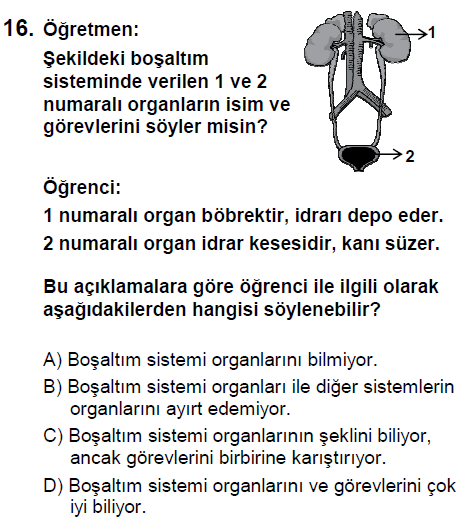 16. Öğretmen:
Şekildeki boşaltım
sisteminde verilen 1 ve 2
numaralı organların isim ve
görevlerini söyler misin?
1
2
Öğrenci:
1 numaralı organ böbrektir, idrarı depo eder.
2 numaralı organ idrar kesesidir, kanı süzer.
Bu açıklamalara göre öğrenci ile ilgili olarak
aşağıdakilerden hangisi söylenebilir?
A) Boşaltım sistemi organlarını bilmiyor.
B) Boşaltım sistemi organları ile diğer sistemlerin
organlarını ayırt edemiyor.
C) Boşaltım sistemi organlarının şeklini biliyor,
ancak görevlerini birbirine karıştırıyor.
D) Boşaltım sistemi organlarını ve görevlerini çok
iyi biliyor.